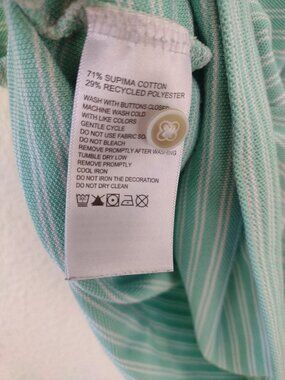 71% SUPIMA COTTON
29% RECYCLED POLYESTER
WASH WITH BUTTONS CLOSED
MACHINE WASH COLD
WITH LIKE COLORS
GENTLE CYCLE
DO NOT USE FABRIC SO
DO NOT BLEACH
REMOVE PROMPTLY AFTER WASHING
TUMBLE DRY LOW
REMOVE PROMPTLY
COOL IRON
DO NOT IRON THE DECORATION
DO NOT DRY CLEAN